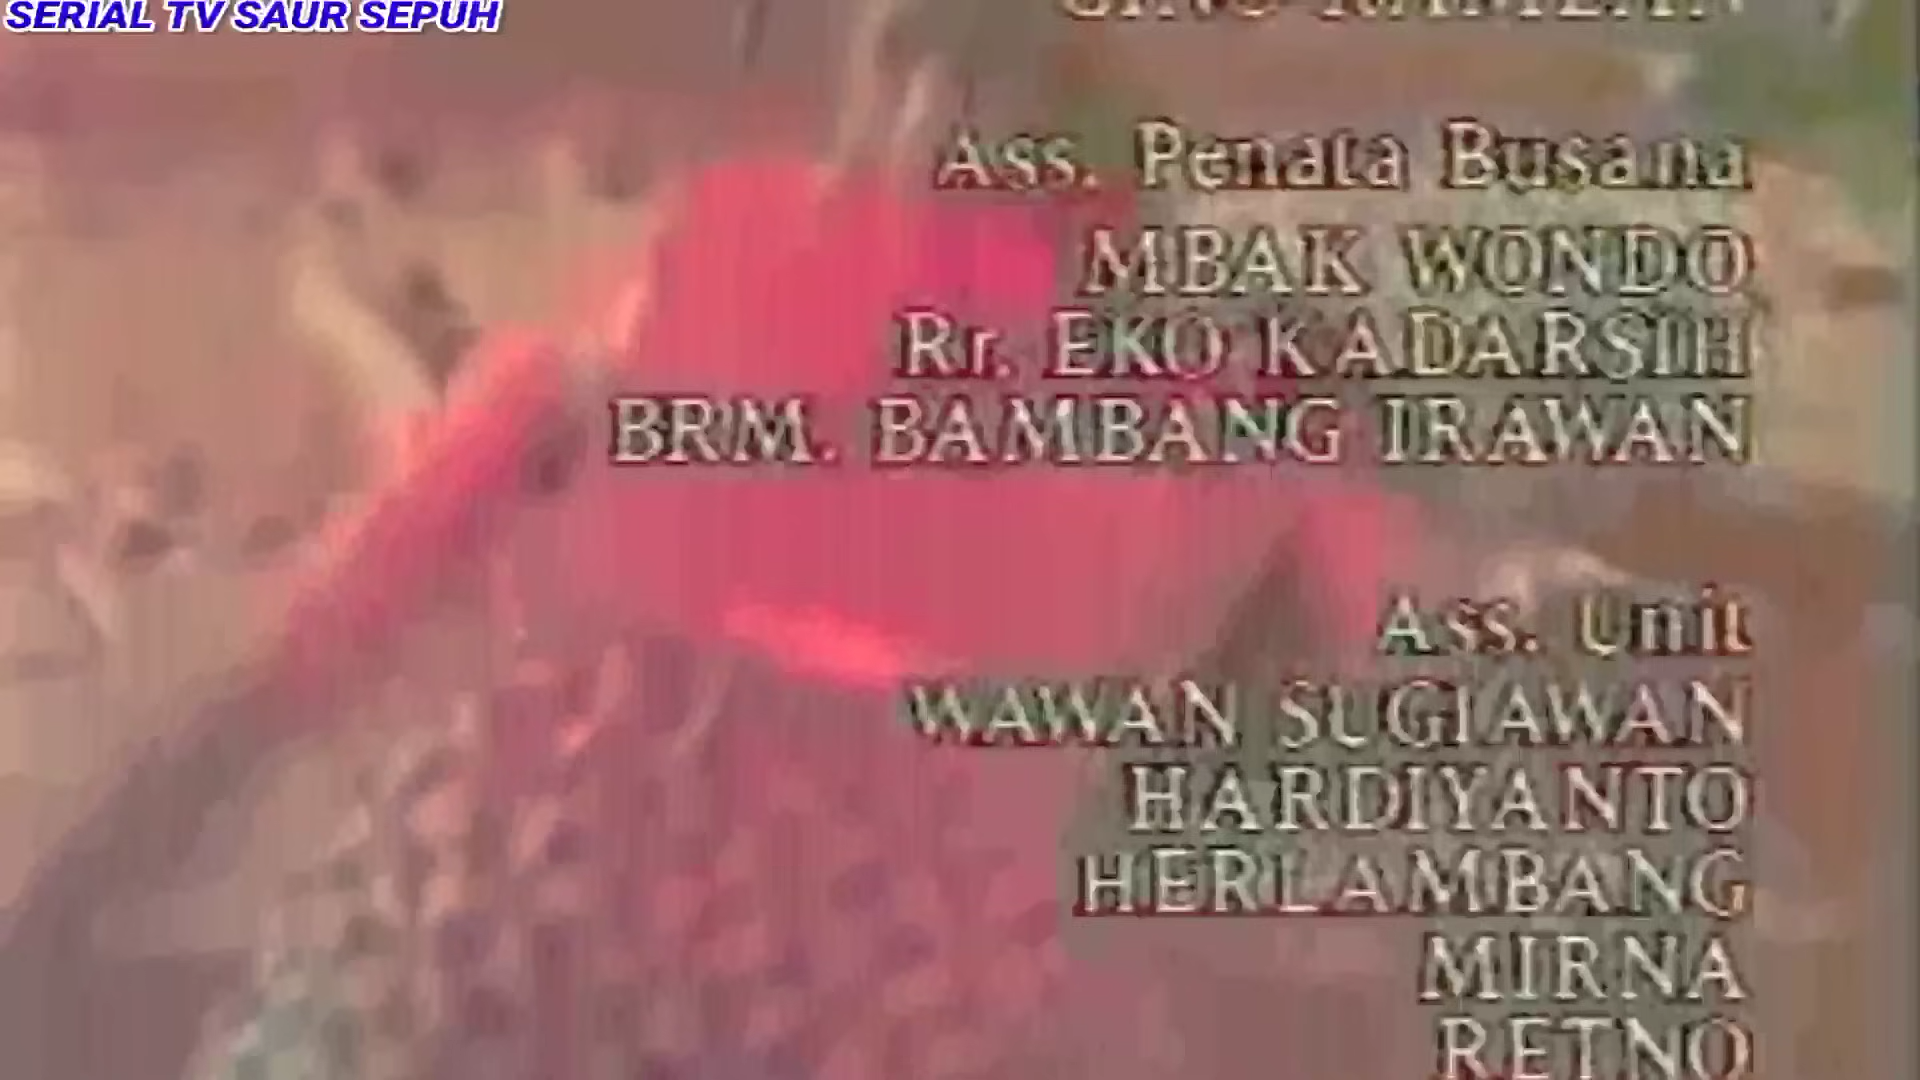 SERIAL TV SAUR SEPUH
Ass. Penata Busana
MBAK WONDO
Rr. EKO KADARSIH
BRM. BAMBANG IRAWAN
Ass. Unit
WAWAN SUGIAWAN
HARDIYANTO
HERLAMBANG
MIRNA
RETNO